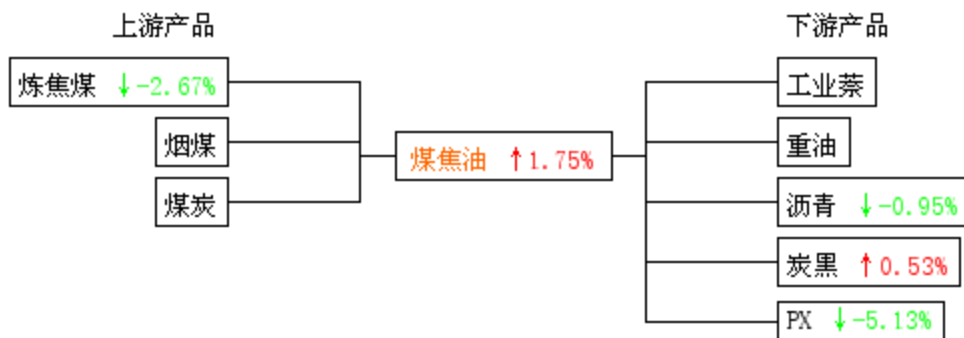 上游产品
下游产品
炼焦煤 ↓-2.67%
工业萘
烟煤
煤焦油 ↑1.75%
重油
煤炭
沥青 ↓-0.95%
炭黑 ↑0.53%
PX ↓-5.13%